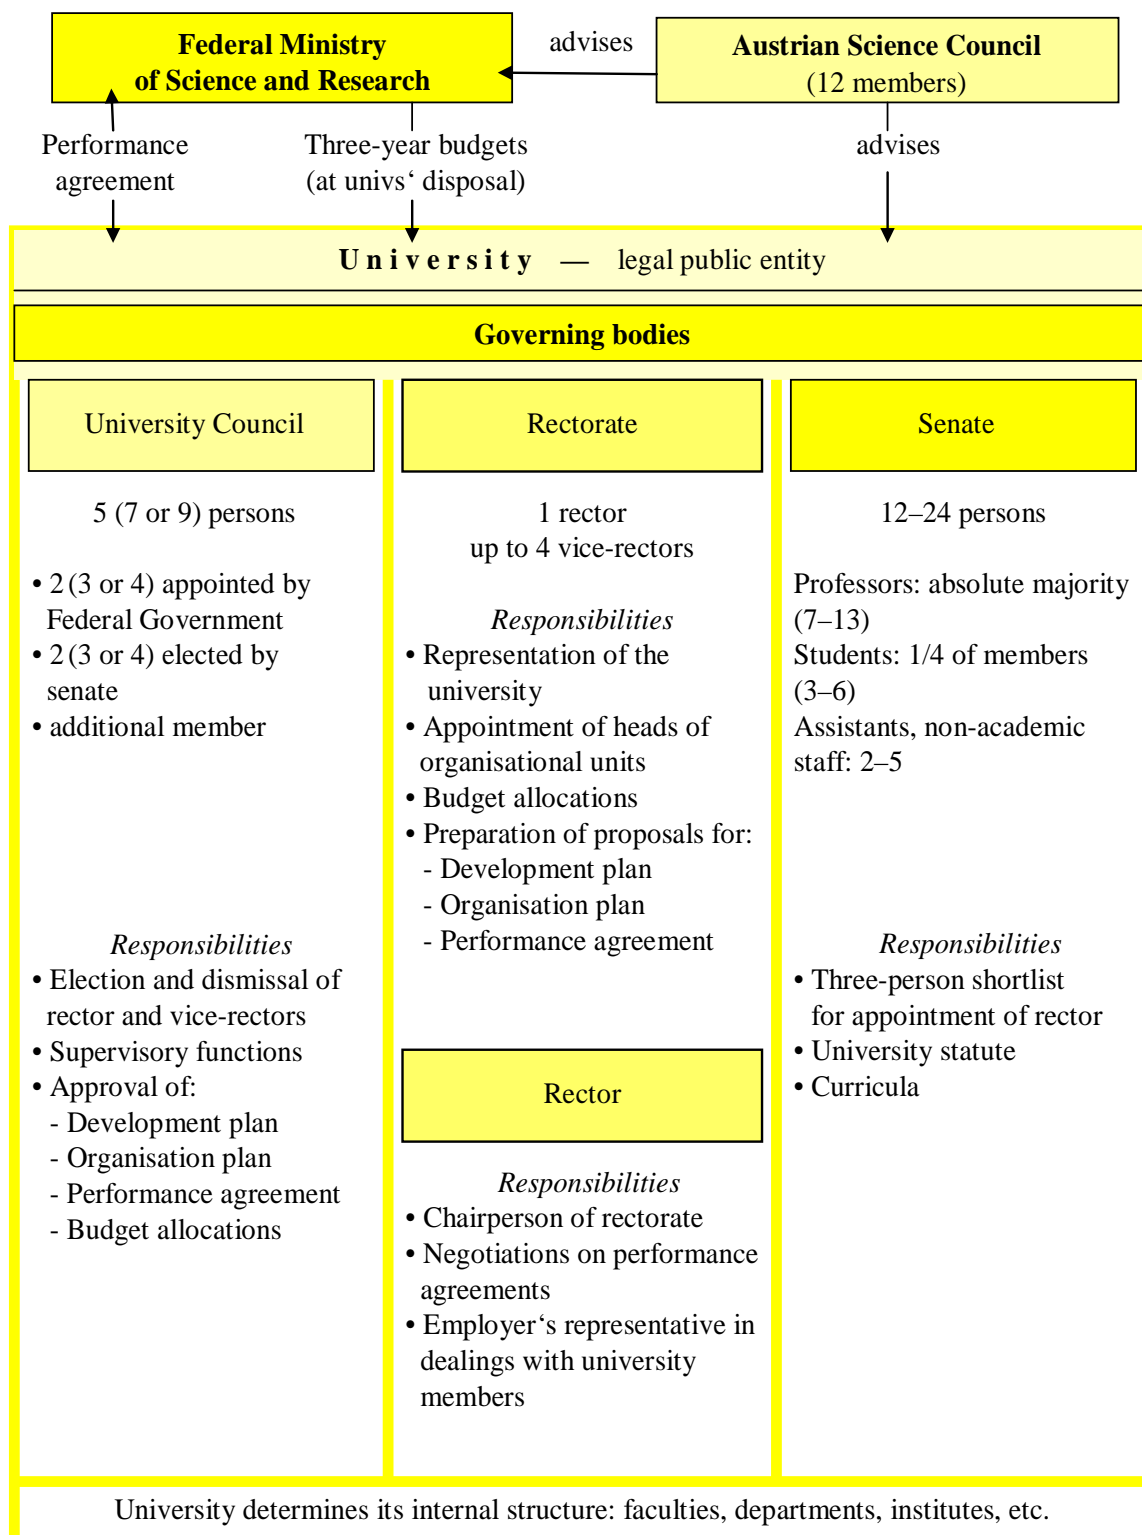 Federal Ministry
of Science and Research
advises
Austrian Science Council
(12 members)
Performance
agreement
Three-year budgets
(at univs‘ disposal)
advises
University — legal public entity
Governing bodies
University Council
5 (7 or 9) persons
• 2 (3 or 4) appointed by
Federal Government
• 2 (3 or 4) elected by
senate
• additional member
Responsibilities
• Election and dismissal of
rector and vice-rectors
• Supervisory functions
• Approval of:
- Development plan
- Organisation plan
- Performance agreement
- Budget allocations
Rectorate
1 rector
up to 4 vice-rectors
Responsibilities
• Representation of the
university
• Appointment of heads of
organisational units
• Budget allocations
• Preparation of proposals for:
- Development plan
- Organisation plan
- Performance agreement
Rector
Responsibilities
• Chairperson of rectorate
• Negotiations on performance
agreements
• Employer‘s representative in
dealings with university
members
Senate
12–24 persons
Professors: absolute majority
(7–13)
Students: 1/4 of members
(3–6)
Assistants, non-academic
staff: 2–5
Responsibilities
• Three-person shortlist
for appointment of rector
• University statute
• Curricula
University determines its internal structure: faculties, departments, institutes, etc.